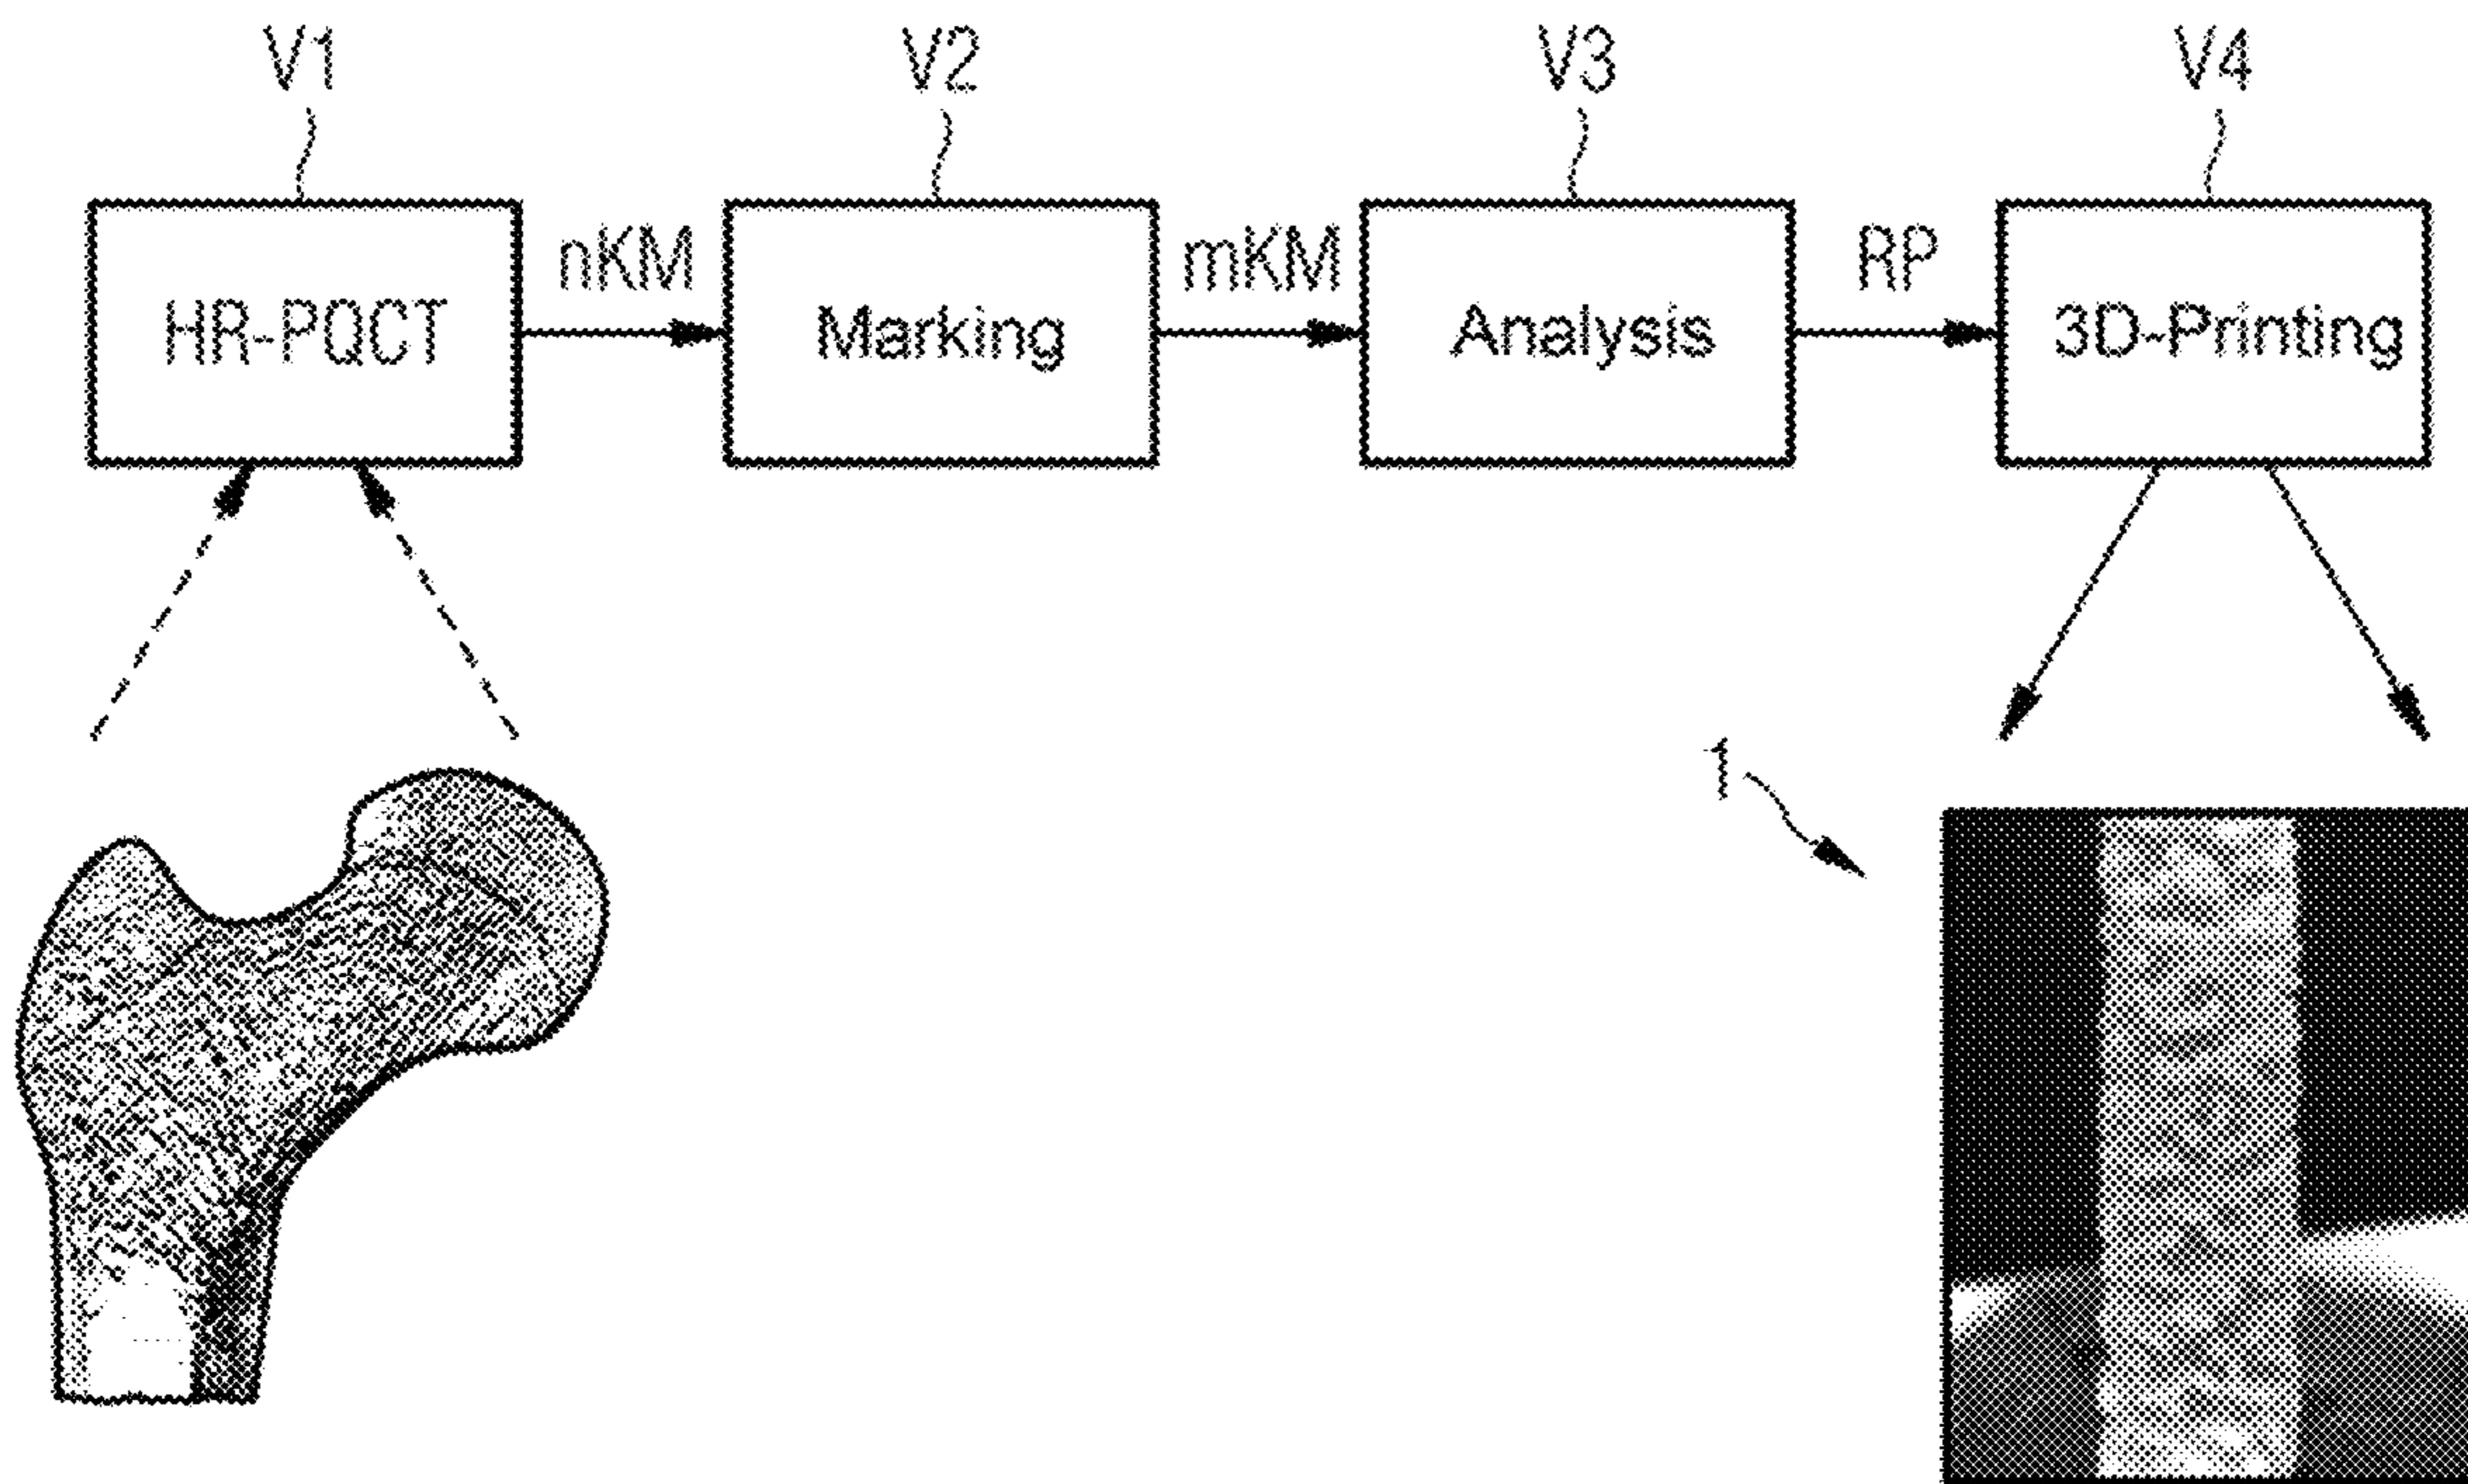 V1 V2 V3 V4
nKM mKM RP
HR-PQCT Marking Analysis 3D-Printing
1